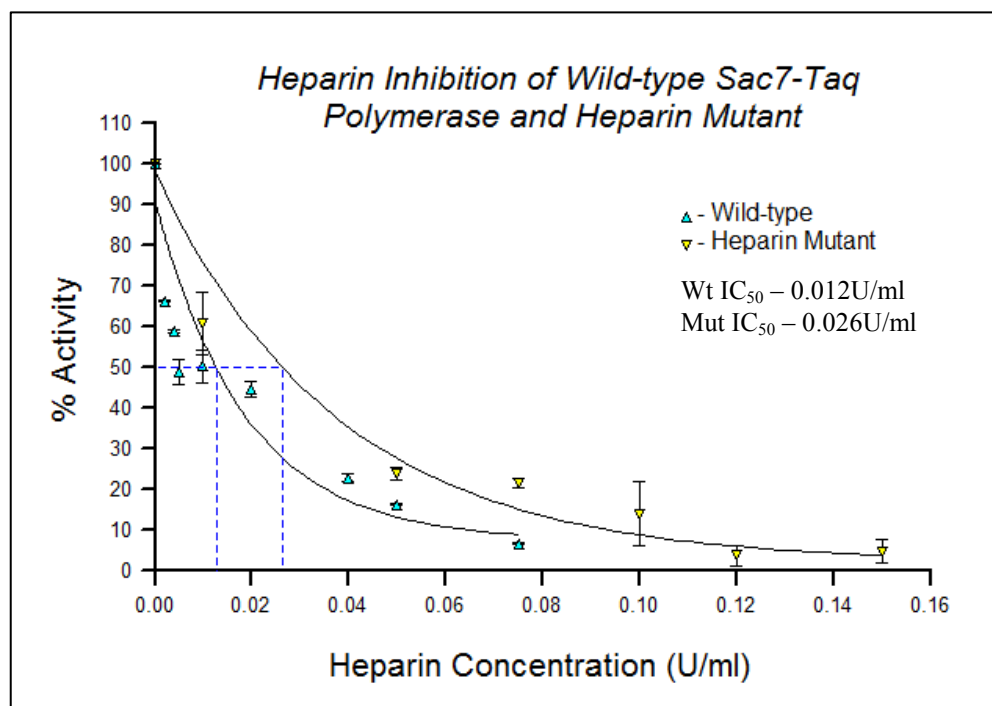 Heparin Inhibition of Wild-type Sac7-Taq
Polymerase and Heparin Mutant
110
100
90
80
70
60
50
40
30
20
10
0
% Activity
- Wild-type
- Heparin Mutant
Wt IC50 – 0.012U/ml
Mut IC50 – 0.026U/ml
0.00 0.02 0.04 0.06 0.08 0.10 0.12 0.14 0.16
Heparin Concentration (U/ml)